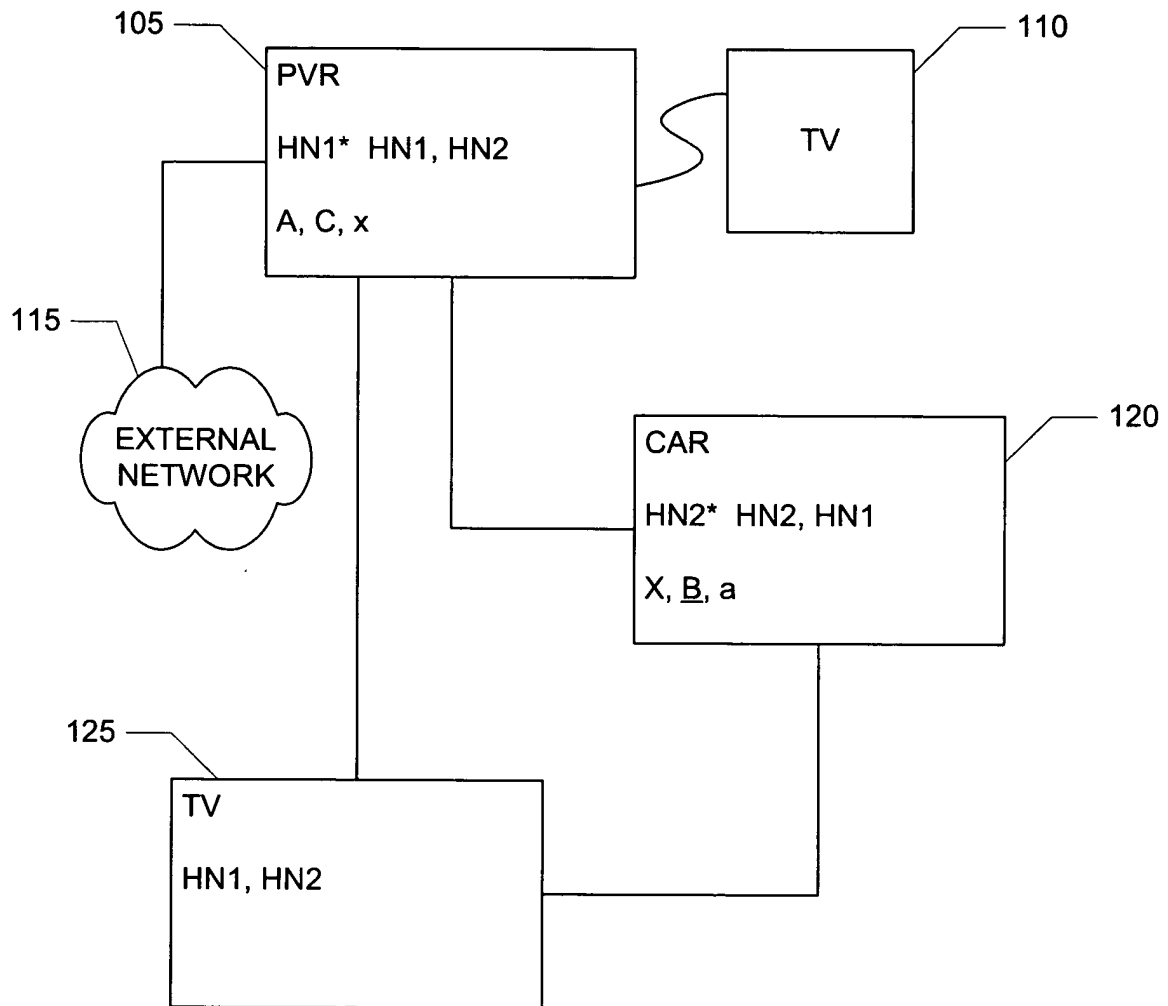 105
110
PVR
HN1* HN1, HN2
A, C, x
TV
115
EXTERNAL
NETWORK
120
CAR
HN2* HN2, HN1
X, B, a
125
TV
HN1, HN2